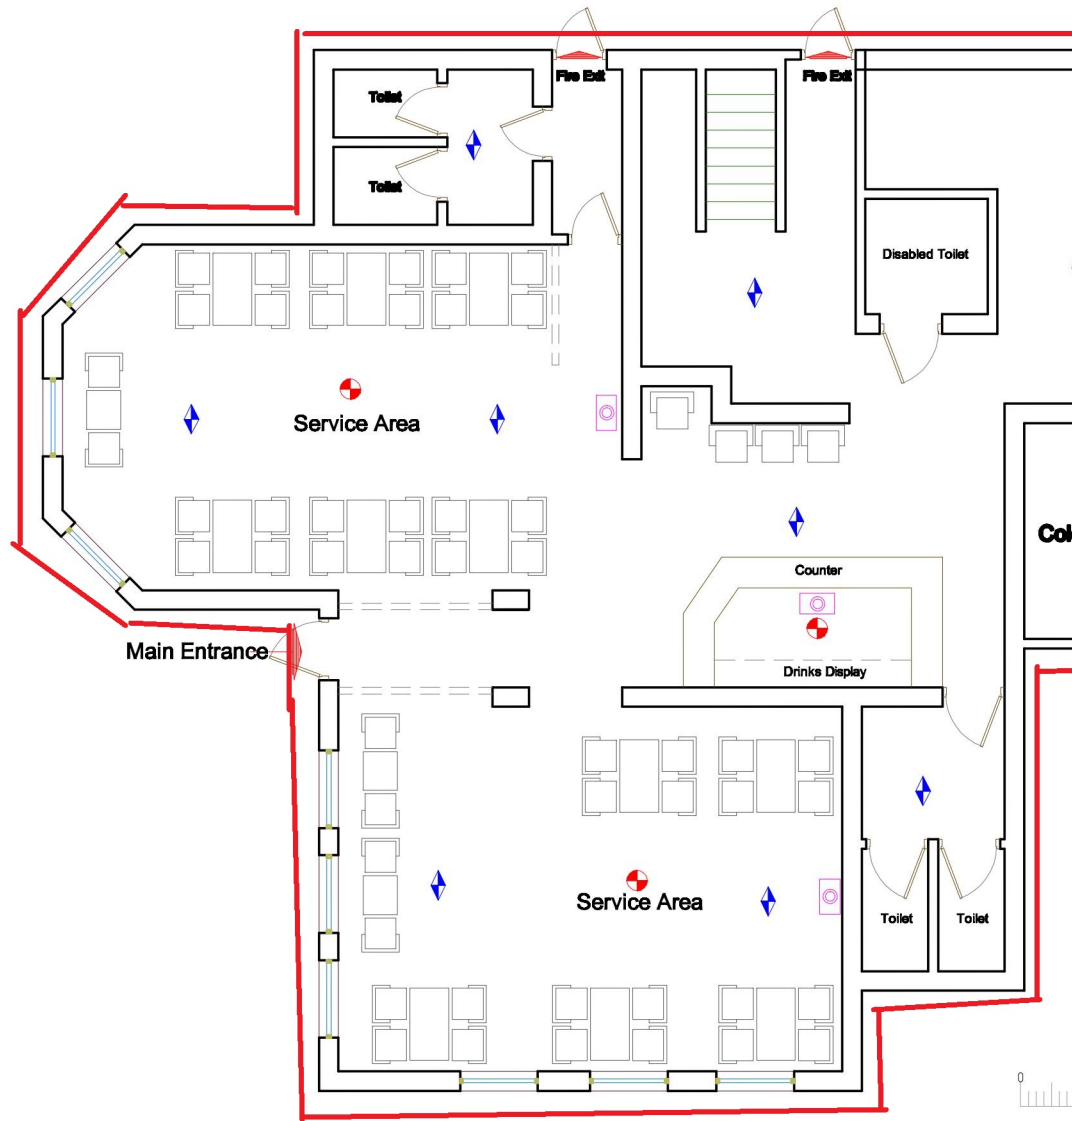 Fire Exit
Fire Exit
Toilet
Toilet
Disabled Toilet
Service Area
Counter
Main Entrance
Drinks Display
Service Area
Toilet
Toilet
0